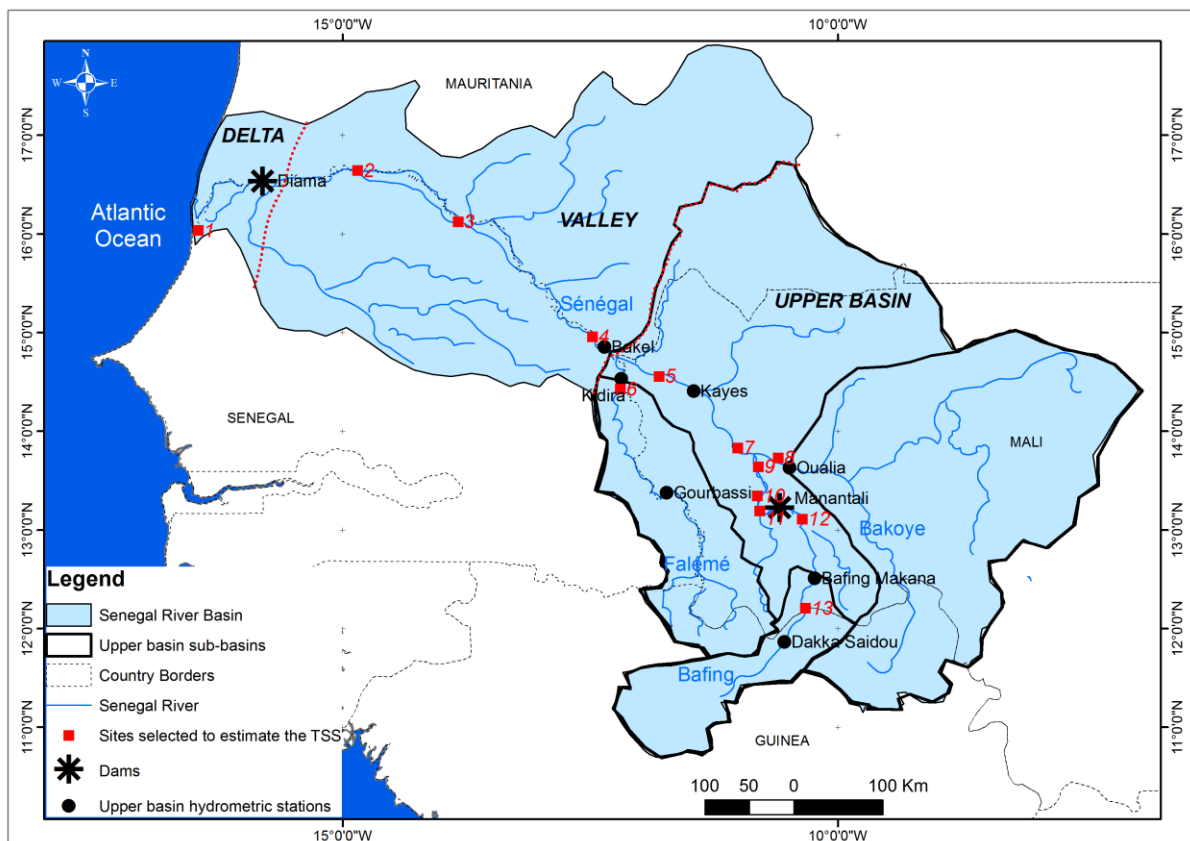 15°0'0"W
10°0'0"W
N
W
E
S
MAURITANIA
17°0'0"N
17°0'0"N
DELTA
Diama
2
3
VALLEY
Atlantic
Ocean
1
16°0'0"N
16°0'0"N
Sénégal
UPPER BASIN
4
Bakel
15°0'0"N
15°0'0"N
5
6
Kidira
Kayes
SENEGAL
14°0'0"N
14°0'0"N
7
8
9
Oualia
MALI
Gourbassi
10
Manantali
11
12
13°0'0"N
13°0'0"N
Bakoye
Falémé
Bafing Makana
13
12°0'0"N
12°0'0"N
Dakka Saidou
Bafing
11°0'0"N
11°0'0"N
GUINEA
Legend
Senegal River Basin
Upper basin sub-basins
Country Borders
Senegal River
Sites selected to estimate the TSS
Dams
Upper basin hydrometric stations
100
50
0
100 Km
15°0'0"W
10°0'0"W